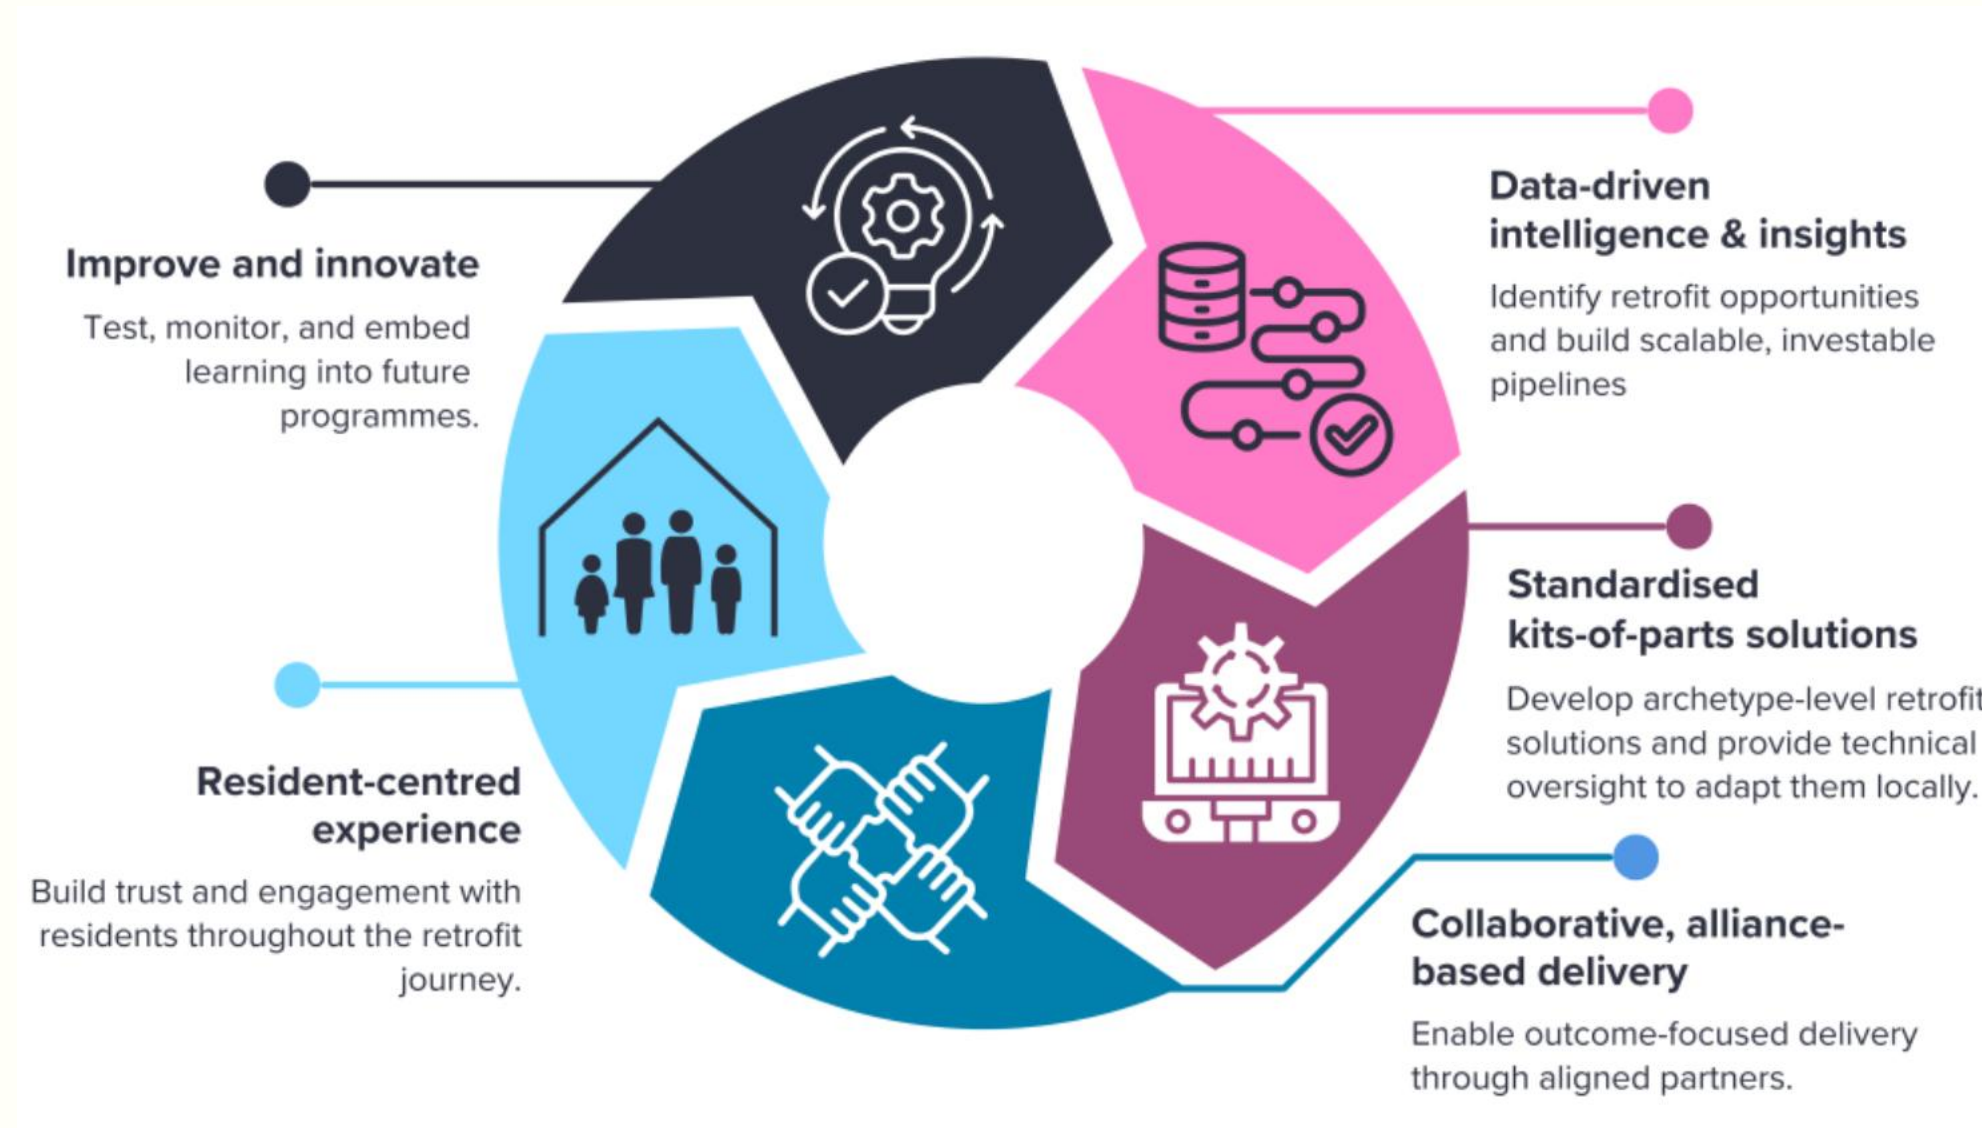 Improve and innovate
Test, monitor, and embed
learning into future
programmes.
Data-driven
intelligence & insights
Identify retrofit opportunities
and build scalable, investable
pipelines
Standardised
kits-of-parts solutions
Develop archetype-level retrofit
solutions and provide technical
oversight to adapt them locally.
Resident-centred
experience
Build trust and engagement with
residents throughout the retrofit
journey.
Collaborative, alliance-
based delivery
Enable outcome-focused delivery
through aligned partners.